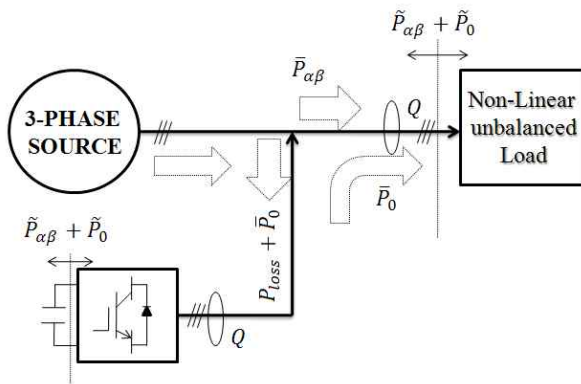 P̃αβ + P̃0
P̄αβ
3-PHASE
SOURCE
Q
Non-Linear
unbalanced
Load
P̄0
P̃αβ + P̃0
Ploss + P̄0
Q